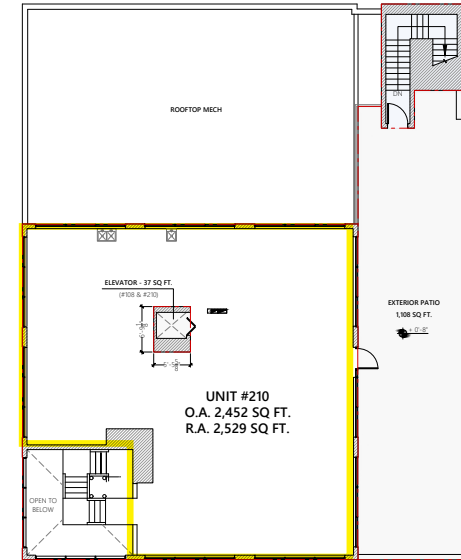 DN
ROOFTOP MECH
ELEVATOR - 37 SQ FT.
(#108 & #210)
EXTERIOR PATIO
1,108 SQ FT.
+ 0'-8"
UNIT #210
O.A. 2,452 SQ FT.
R.A. 2,529 SQ FT.
OPEN TO
BELOW